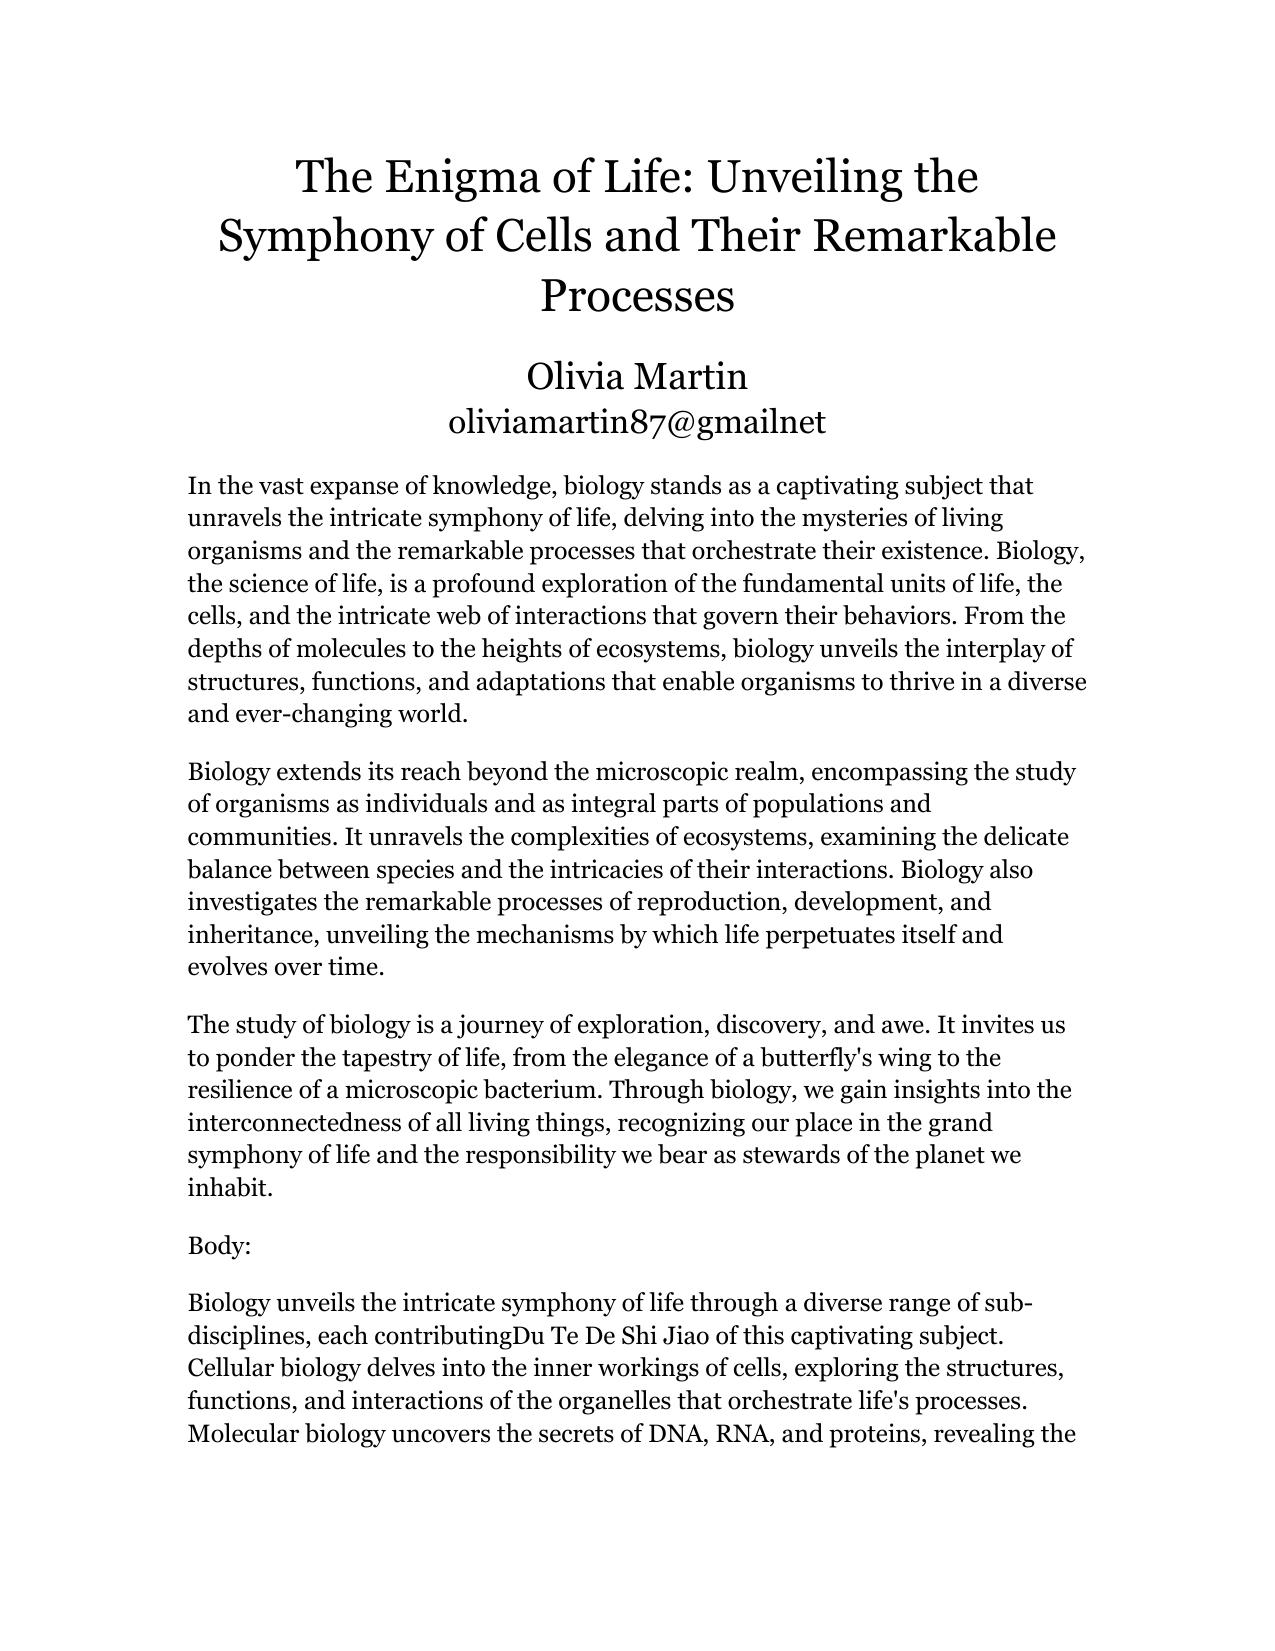 The Enigma of Life: Unveiling the
Symphony of Cells and Their Remarkable
Processes
Olivia Martin
oliviamartin87@gmailnet
In the vast expanse of knowledge, biology stands as a captivating subject that
unravels the intricate symphony of life, delving into the mysteries of living
organisms and the remarkable processes that orchestrate their existence. Biology,
the science of life, is a profound exploration of the fundamental units of life, the
cells, and the intricate web of interactions that govern their behaviors. From the
depths of molecules to the heights of ecosystems, biology unveils the interplay of
structures, functions, and adaptations that enable organisms to thrive in a diverse
and ever-changing world.
Biology extends its reach beyond the microscopic realm, encompassing the study
of organisms as individuals and as integral parts of populations and
communities. It unravels the complexities of ecosystems, examining the delicate
balance between species and the intricacies of their interactions. Biology also
investigates the remarkable processes of reproduction, development, and
inheritance, unveiling the mechanisms by which life perpetuates itself and
evolves over time.
The study of biology is a journey of exploration, discovery, and awe. It invites us
to ponder the tapestry of life, from the elegance of a butterfly's wing to the
resilience of a microscopic bacterium. Through biology, we gain insights into the
interconnectedness of all living things, recognizing our place in the grand
symphony of life and the responsibility we bear as stewards of the planet we
inhabit.
Body:
Biology unveils the intricate symphony of life through a diverse range of sub-
disciplines, each contributingDu Te De Shi Jiao of this captivating subject.
Cellular biology delves into the inner workings of cells, exploring the structures,
functions, and interactions of the organelles that orchestrate life's processes.
Molecular biology uncovers the secrets of DNA, RNA, and proteins, revealing the